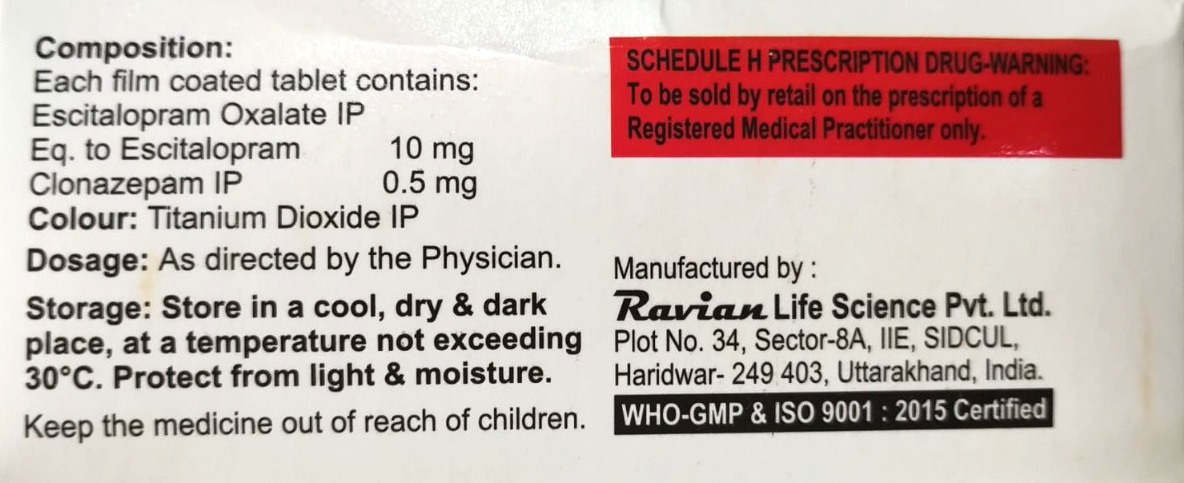 Composition:
Each film coated tablet contains:
Escitalopram Oxalate IP
Eq. to Escitalopram 10 mg
Clonazepam IP 0.5 mg
Colour: Titanium Dioxide IP
Dosage: As directed by the Physician.
Storage: Store in a cool, dry & dark
place, at a temperature not exceeding
30°C. Protect from light & moisture.
Keep the medicine out of reach of children.
SCHEDULE H PRESCRIPTION DRUG-WARNING:
To be sold by retail on the prescription of a
Registered Medical Practitioner only.
Manufactured by :
Ravian Life Science Pvt. Ltd.
Plot No. 34, Sector-8A, IIE, SIDCUL,
Haridwar- 249 403, Uttarakhand, India.
WHO-GMP & ISO 9001 : 2015 Certified